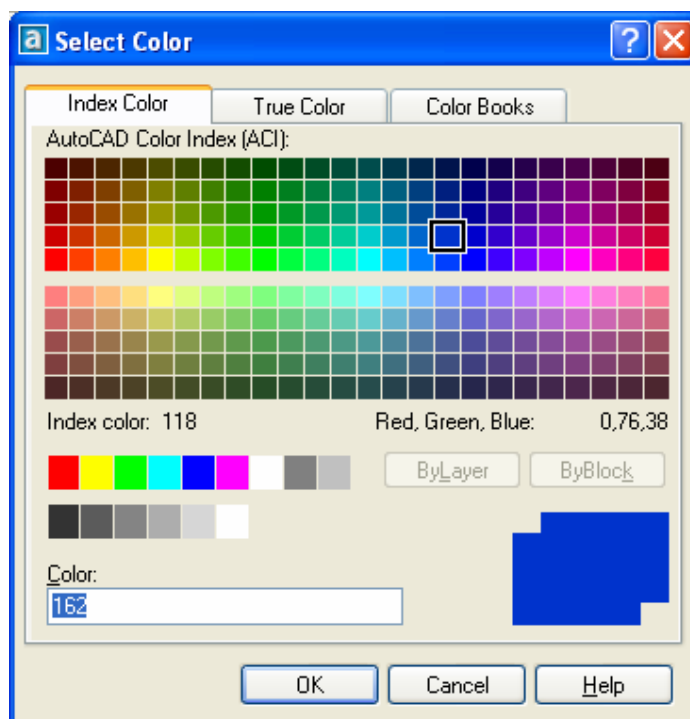 a Select Color
Index Color True Color Color Books
AutoCAD Color Index (ACI):
Index color: 118 Red, Green, Blue: 0,76,38
ByLayer ByBlock
Color:
162
OK Cancel Help